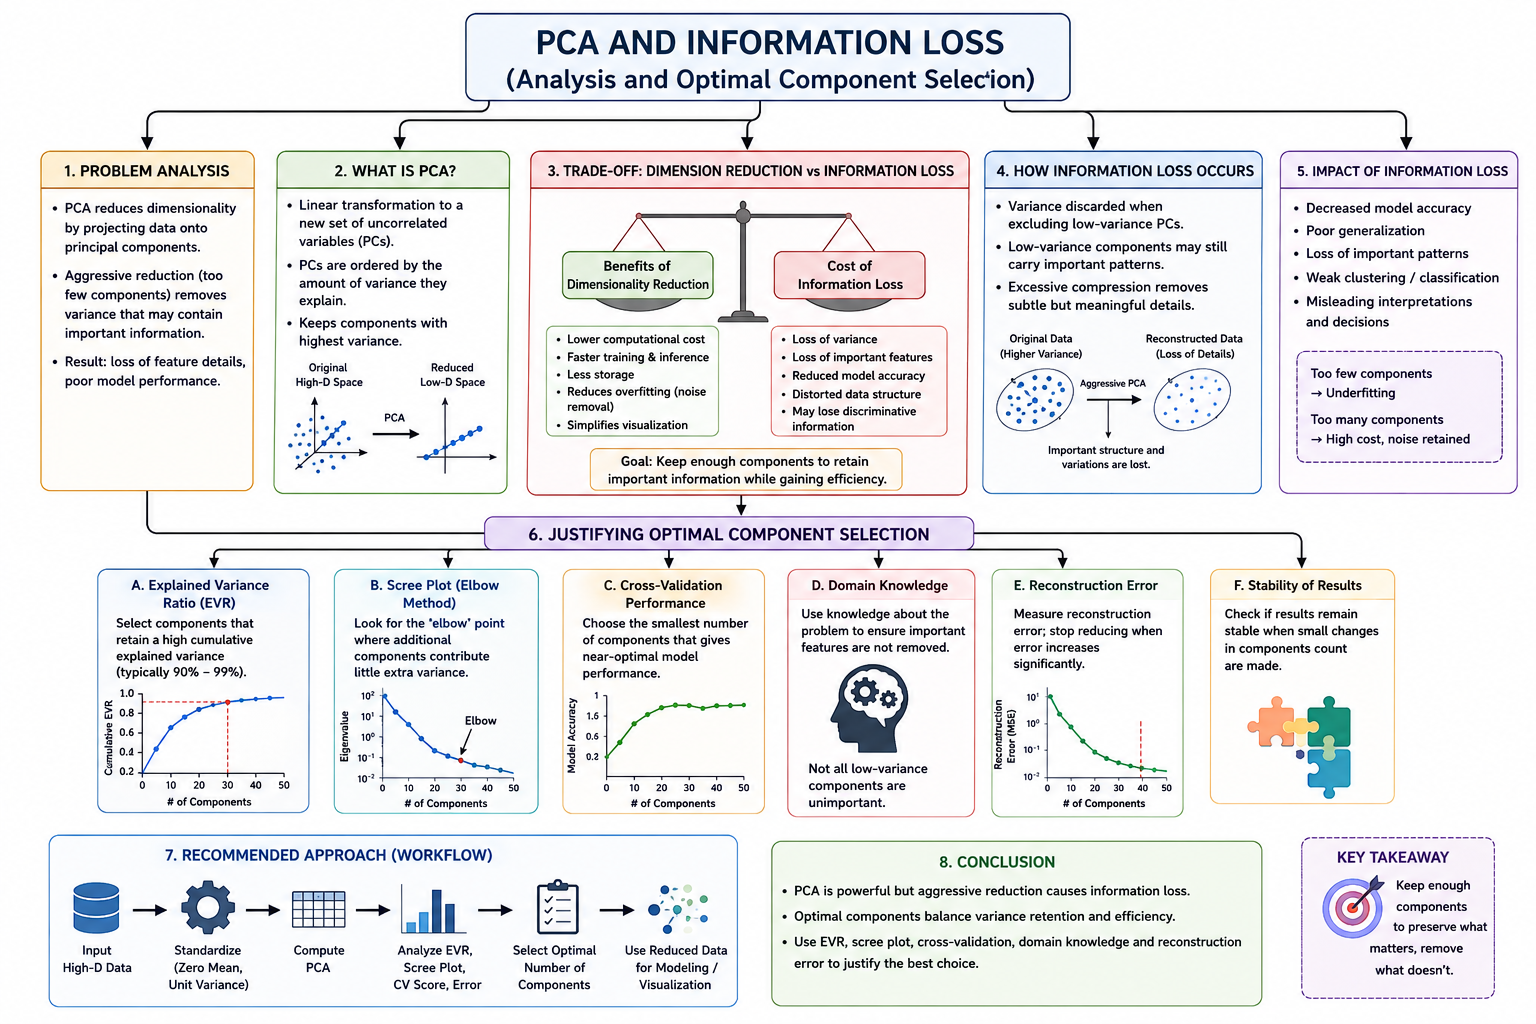 PCA AND INFORMATION LOSS
(Analysis and Optimal Component Selection)
1. PROBLEM ANALYSIS
• PCA reduces dimensionality
by projecting data onto
principal components.
• Aggressive reduction (too
few components) removes
variance that may contain
important information.
• Result: loss of feature details,
poor model performance.
2. WHAT IS PCA?
• Linear transformation to a
new set of uncorrelated
variables (PCs).
• PCs are ordered by the
amount of variance they
explain.
• Keeps components with
highest variance.
Original
High-D Space
PCA
Reduced
Low-D Space
3. TRADE-OFF: DIMENSION REDUCTION vs INFORMATION LOSS
Benefits of
Dimensionality Reduction
Cost of
Information Loss
• Lower computational cost
• Faster training & inference
• Less storage
• Reduces overfitting (noise
removal)
• Simplifies visualization
• Loss of variance
• Loss of important features
• Reduced model accuracy
• Distorted data structure
• May lose discriminative
information
Goal: Keep enough components to retain
important information while gaining efficiency.
4. HOW INFORMATION LOSS OCCURS
• Variance discarded when
excluding low-variance PCs.
• Low-variance components may still
carry important patterns.
• Excessive compression removes
subtle but meaningful details.
Original Data
(Higher Variance)
Aggressive PCA
Reconstructed Data
(Loss of Details)
Important structure and
variations are lost.
5. IMPACT OF INFORMATION LOSS
• Decreased model accuracy
• Poor generalization
• Loss of important patterns
• Weak clustering / classification
• Misleading interpretations
and decisions
Too few components
→ Underfitting
Too many components
→ High cost, noise retained
6. JUSTIFYING OPTIMAL COMPONENT SELECTION
A. Explained Variance
Ratio (EVR)
Select components that
retain a high cumulative
explained variance
(typically 90% – 99%).
Cumulative EVR
1.0
0.8
0.6
0.4
0.2
0 10 20 30 40 50
# of Components
B. Scree Plot (Elbow
Method)
Look for the "elbow" point
where additional
components contribute
little extra variance.
Eigenvalue
10²
10¹
10⁰
10⁻¹
10⁻²
Elbow
0 10 20 30 40 50
# of Components
C. Cross-Validation
Performance
Choose the smallest number
of components that gives
near-optimal model
performance.
Model Accuracy
1
1.6
0.6
0.2
0 10 20 30 40 50
# of Components
D. Domain Knowledge
Use knowledge about the
problem to ensure important
features are not removed.
Not all low-variance
components are
unimportant.
E. Reconstruction Error
Measure reconstruction
error; stop reducing when
error increases
significantly.
Reconstruction
Error (MSE)
10¹
10⁰
10⁻¹
10⁻²
0 10 20 30 40 50
# of Components
F. Stability of Results
Check if results remain
stable when small changes
in components count
are made.
7. RECOMMENDED APPROACH (WORKFLOW)
Input
High-D Data
Standardize
(Zero Mean,
Unit Variance)
Compute
PCA
Analyze EVR,
Scree Plot,
CV Score, Error
Select Optimal
Number of
Components
Use Reduced Data
for Modeling /
Visualization
8. CONCLUSION
• PCA is powerful but aggressive reduction causes information loss.
• Optimal components balance variance retention and efficiency.
• Use EVR, scree plot, cross-validation, domain knowledge and reconstruction
error to justify the best choice.
KEY TAKEAWAY
Keep enough
components
to preserve what
matters, remove
what doesn't.